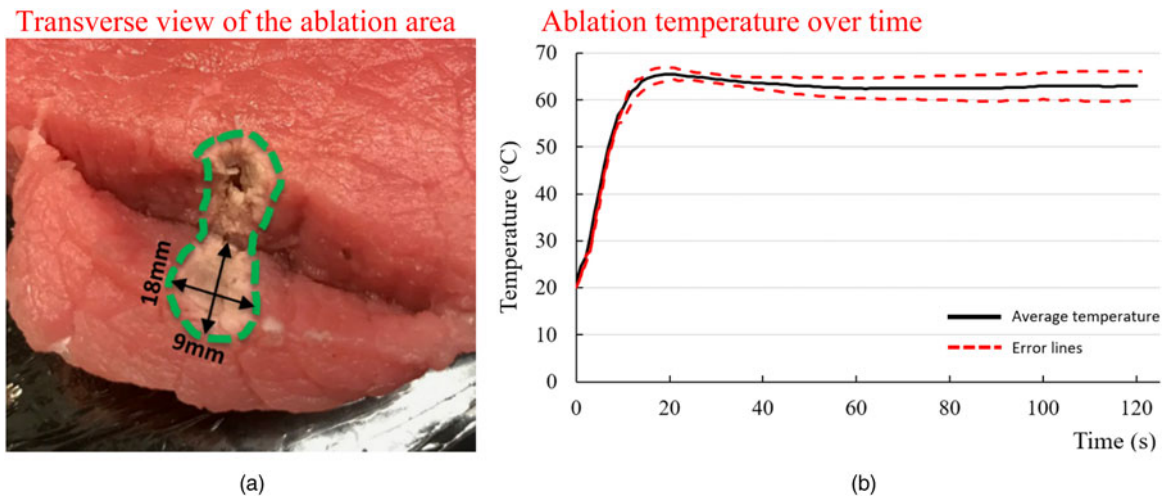 Transverse view of the ablation area
18mm
9mm
(a)
Ablation temperature over time
Temperature (°C)
70
60
50
40
30
20
10
0
Average temperature
Error lines
0 20 40 60 80 100 120
Time (s)
(b)